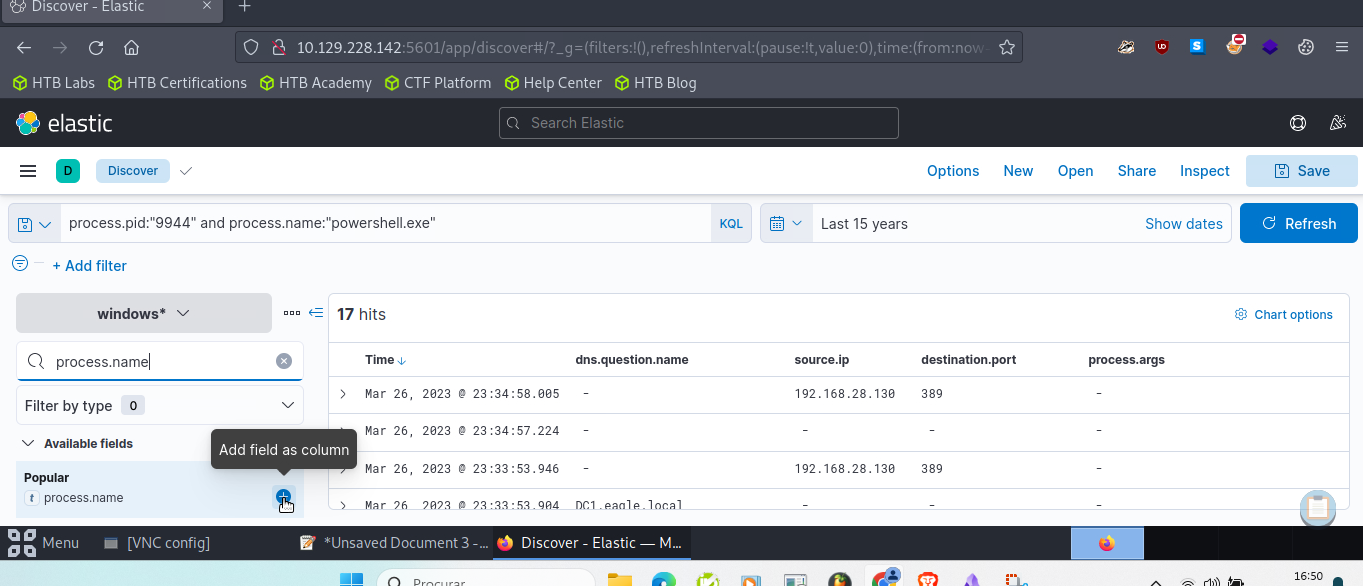 Discover - Elastic
10.129.228.142:5601/app/discover#/?_g=(filters:!(),refreshInterval:(pause:!t,value:0),time:(from:now-
HTB Labs HTB Certifications HTB Academy CTF Platform Help Center HTB Blog
elastic Search Elastic
D Discover Options New Open Share Inspect Save
process.pid:"9944" and process.name:"powershell.exe" KQL Last 15 years Show dates Refresh
+ Add filter
windows* 17 hits Chart options
process.name
Time dns.question.name source.ip destination.port process.args
Filter by type 0
Mar 26, 2023 @ 23:34:58.005 - 192.168.28.130 389 -
Available fields
Mar 26, 2023 @ 23:34:57.224 - - - -
Add field as column
Popular
Mar 26, 2023 @ 23:33:53.946 - 192.168.28.130 389 -
t process.name
Mar 26, 2023 @ 23:33:53.904 DC1.eagle.local - - -
Menu [VNC config] *Unsaved Document 3 -... Discover - Elastic — M...
Procurar 16:50